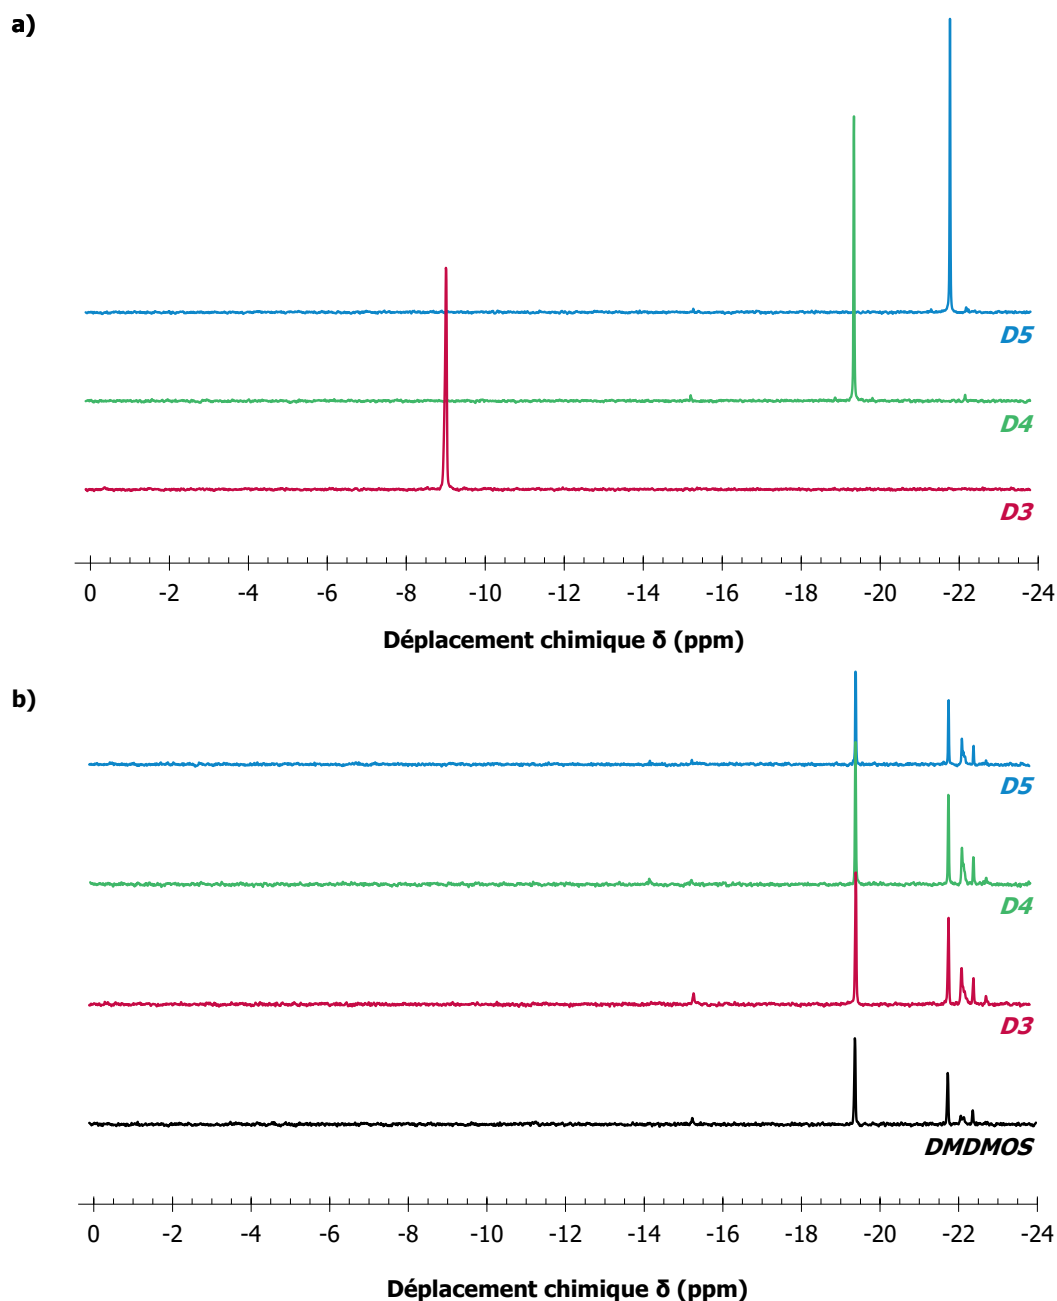 a)
D5
D4
D3
0 -2 -4 -6 -8 -10 -12 -14 -16 -18 -20 -22 -24
Déplacement chimique δ (ppm)
b)
D5
D4
D3
DMDMOS
0 -2 -4 -6 -8 -10 -12 -14 -16 -18 -20 -22 -24
Déplacement chimique δ (ppm)